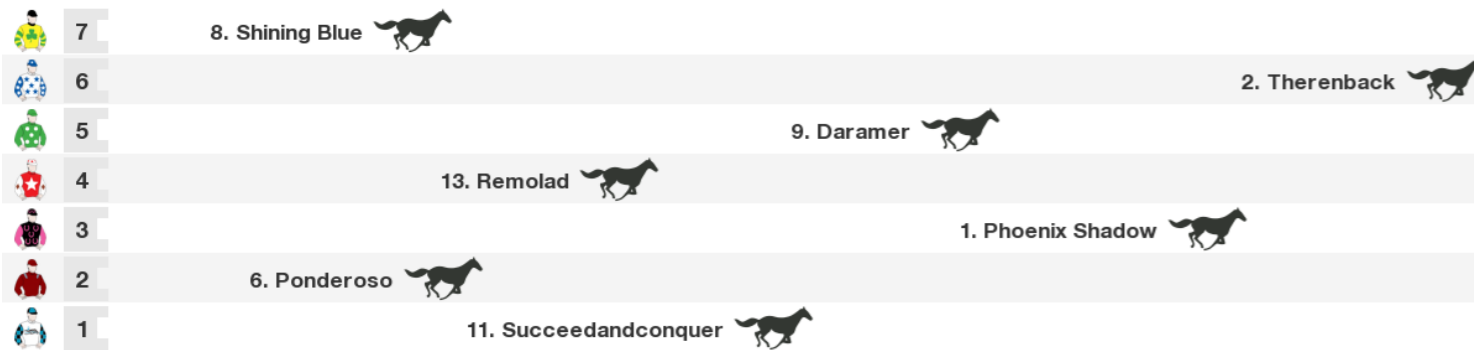 7 8. Shining Blue
6 2. Therenback
5 9. Daramer
4 13. Remolad
3 1. Phoenix Shadow
2 6. Ponderoso
1 11. Succeedandconquer